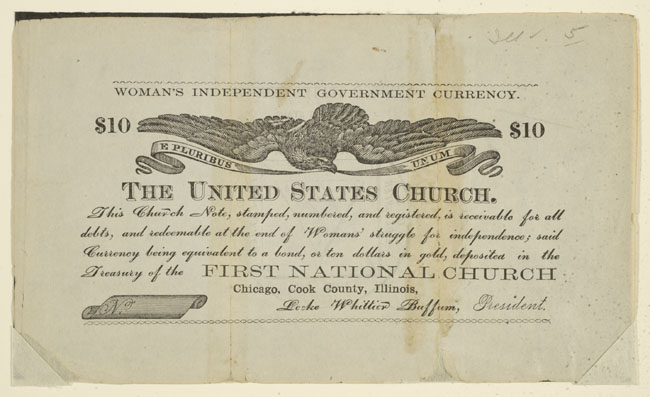 WOMAN'S INDEPENDENT GOVERNMENT CURRENCY.
$10 $10
E PLURIBUS UNUM
THE UNITED STATES CHURCH.
This Church Note, stamped, numbered, and registered, is receivable for all
debts, and redeemable at the end of Womans' struggle for independence; said
Currency being equivalent to a bond, or ten dollars in gold, deposited in the
Treasury of the FIRST NATIONAL CHURCH
Chicago, Cook County, Illinois,
No. Locke Whittier Buffum, President.